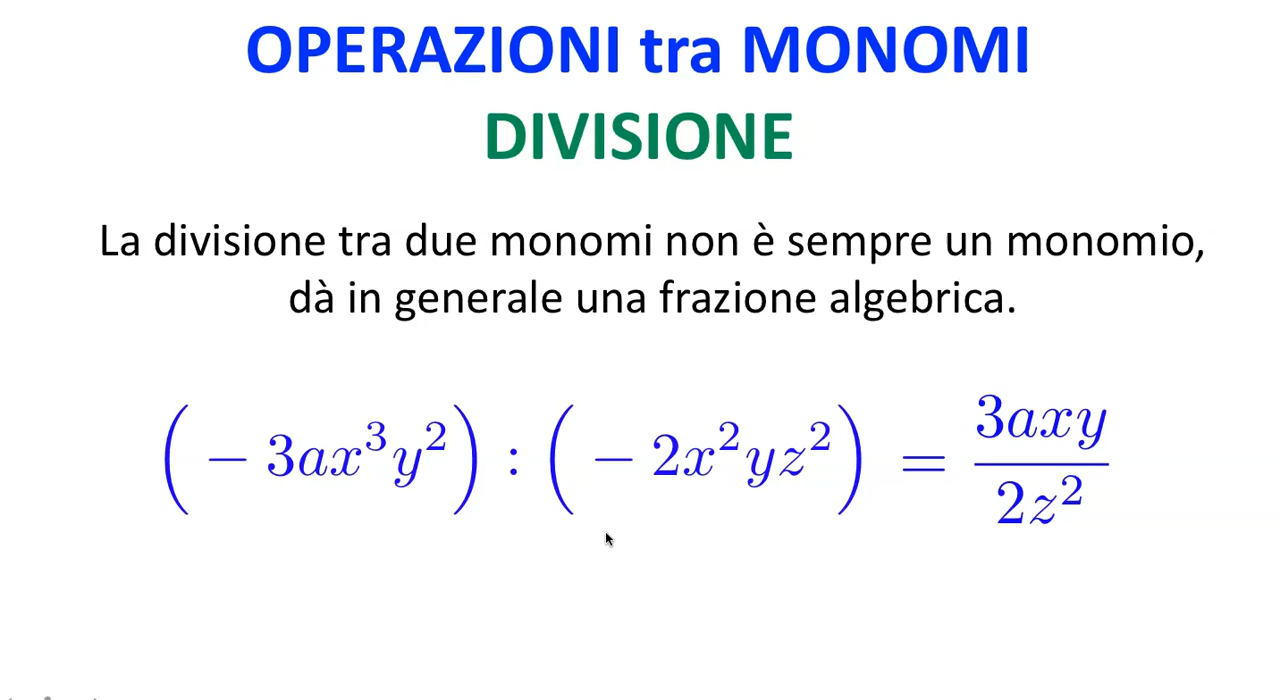 OPERAZIONI tra MONOMI
DIVISIONE
La divisione tra due monomi non è sempre un monomio,
dà in generale una frazione algebrica.
(− 3ax³y²) : (− 2x²yz²) = 3axy / 2z²